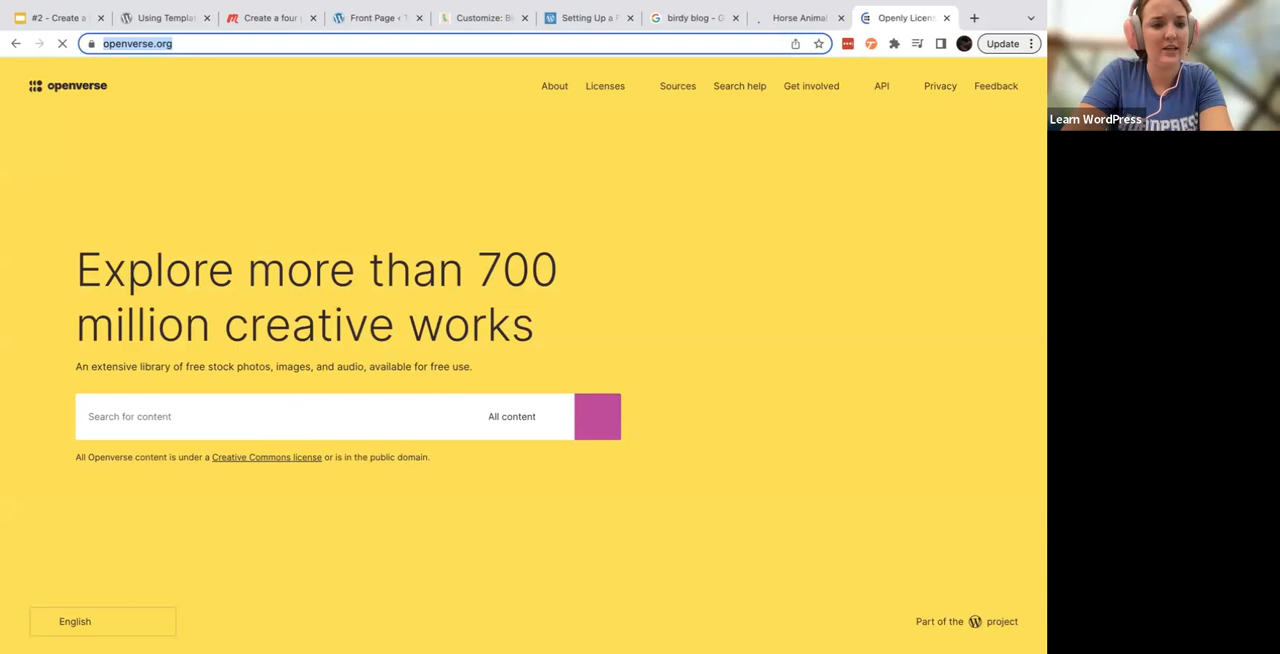 #2 - Create a
Using Templa
Create a four p
Front Page ‹ T
Customize: Bi
Setting Up a F
birdy blog - G
Horse Animal
Openly Licens
openverse.org
Update
openverse
About
Licenses
Sources
Search help
Get involved
API
Privacy
Feedback
Explore more than 700
million creative works
An extensive library of free stock photos, images, and audio, available for free use.
Search for content
All content
All Openverse content is under a Creative Commons license or is in the public domain.
English
Part of the
project
Learn WordPress